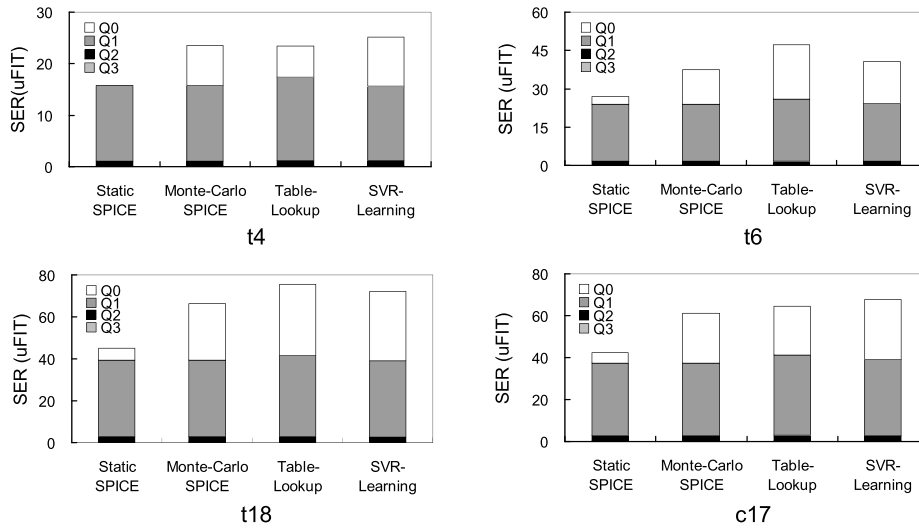 30
20
10
0
SER(uFIT)
Q0
Q1
Q2
Q3
Static SPICE
Monte-Carlo SPICE
Table-Lookup
SVR-Learning
t4
60
45
30
15
0
SER (uFIT)
Q0
Q1
Q2
Q3
Static SPICE
Monte-Carlo SPICE
Table-Lookup
SVR-Learning
t6
80
60
40
20
0
SER (uFIT)
Q0
Q1
Q2
Q3
Static SPICE
Monte-Carlo SPICE
Table-Lookup
SVR-Learning
t18
80
60
40
20
0
SER (uFIT)
Q0
Q1
Q2
Q3
Static SPICE
Monte-Carlo SPICE
Table-Lookup
SVR-Learning
c17